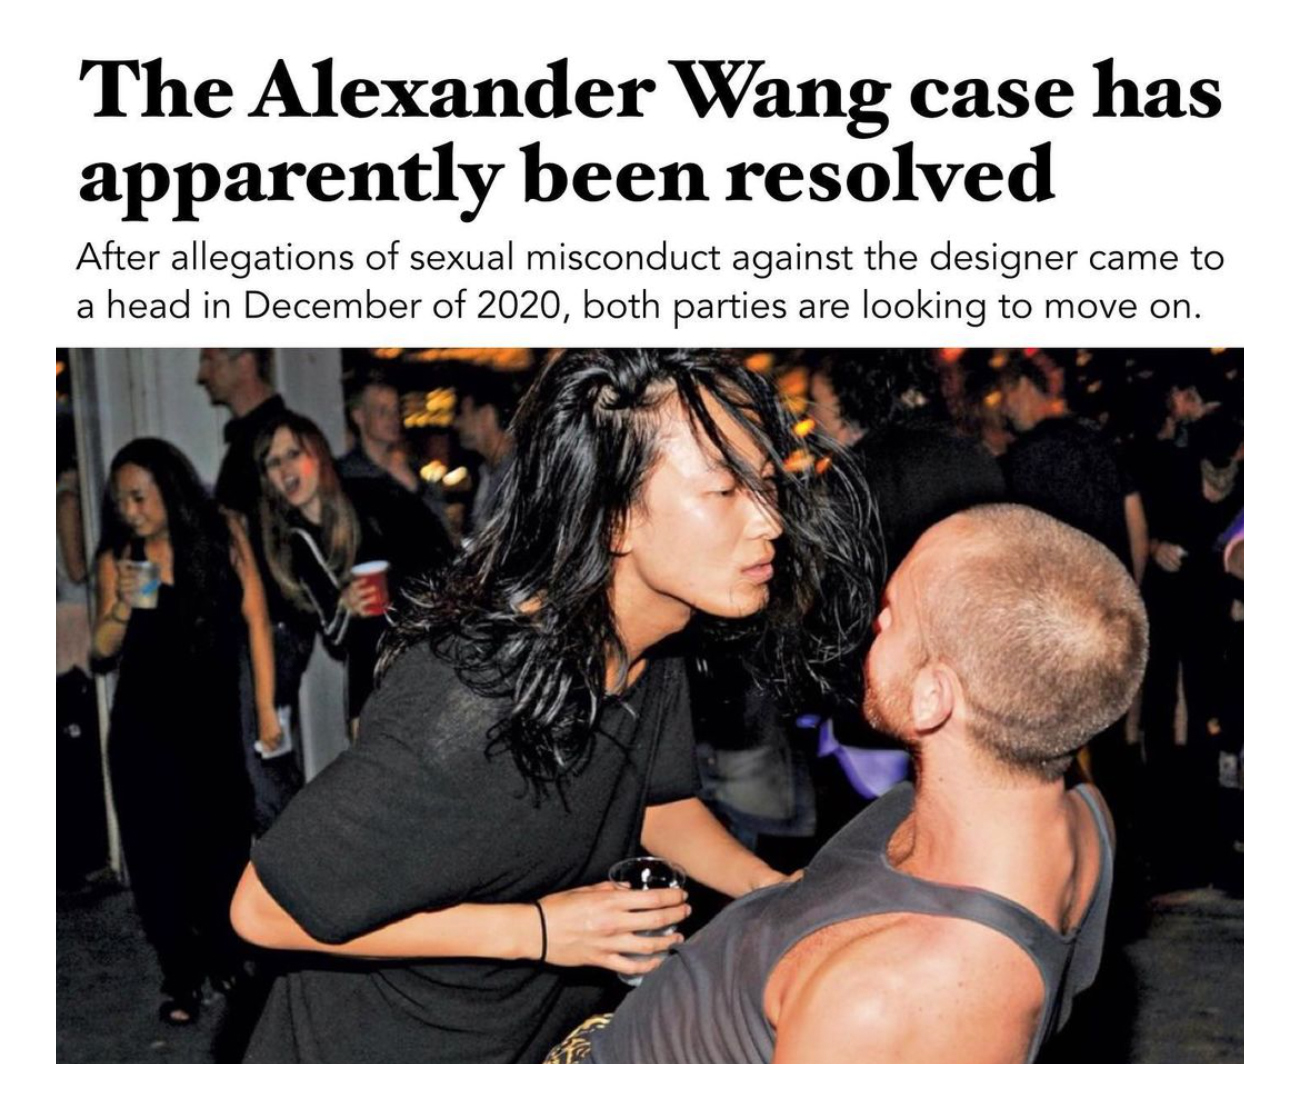 The Alexander Wang case has
apparently been resolved
After allegations of sexual misconduct against the designer came to
a head in December of 2020, both parties are looking to move on.